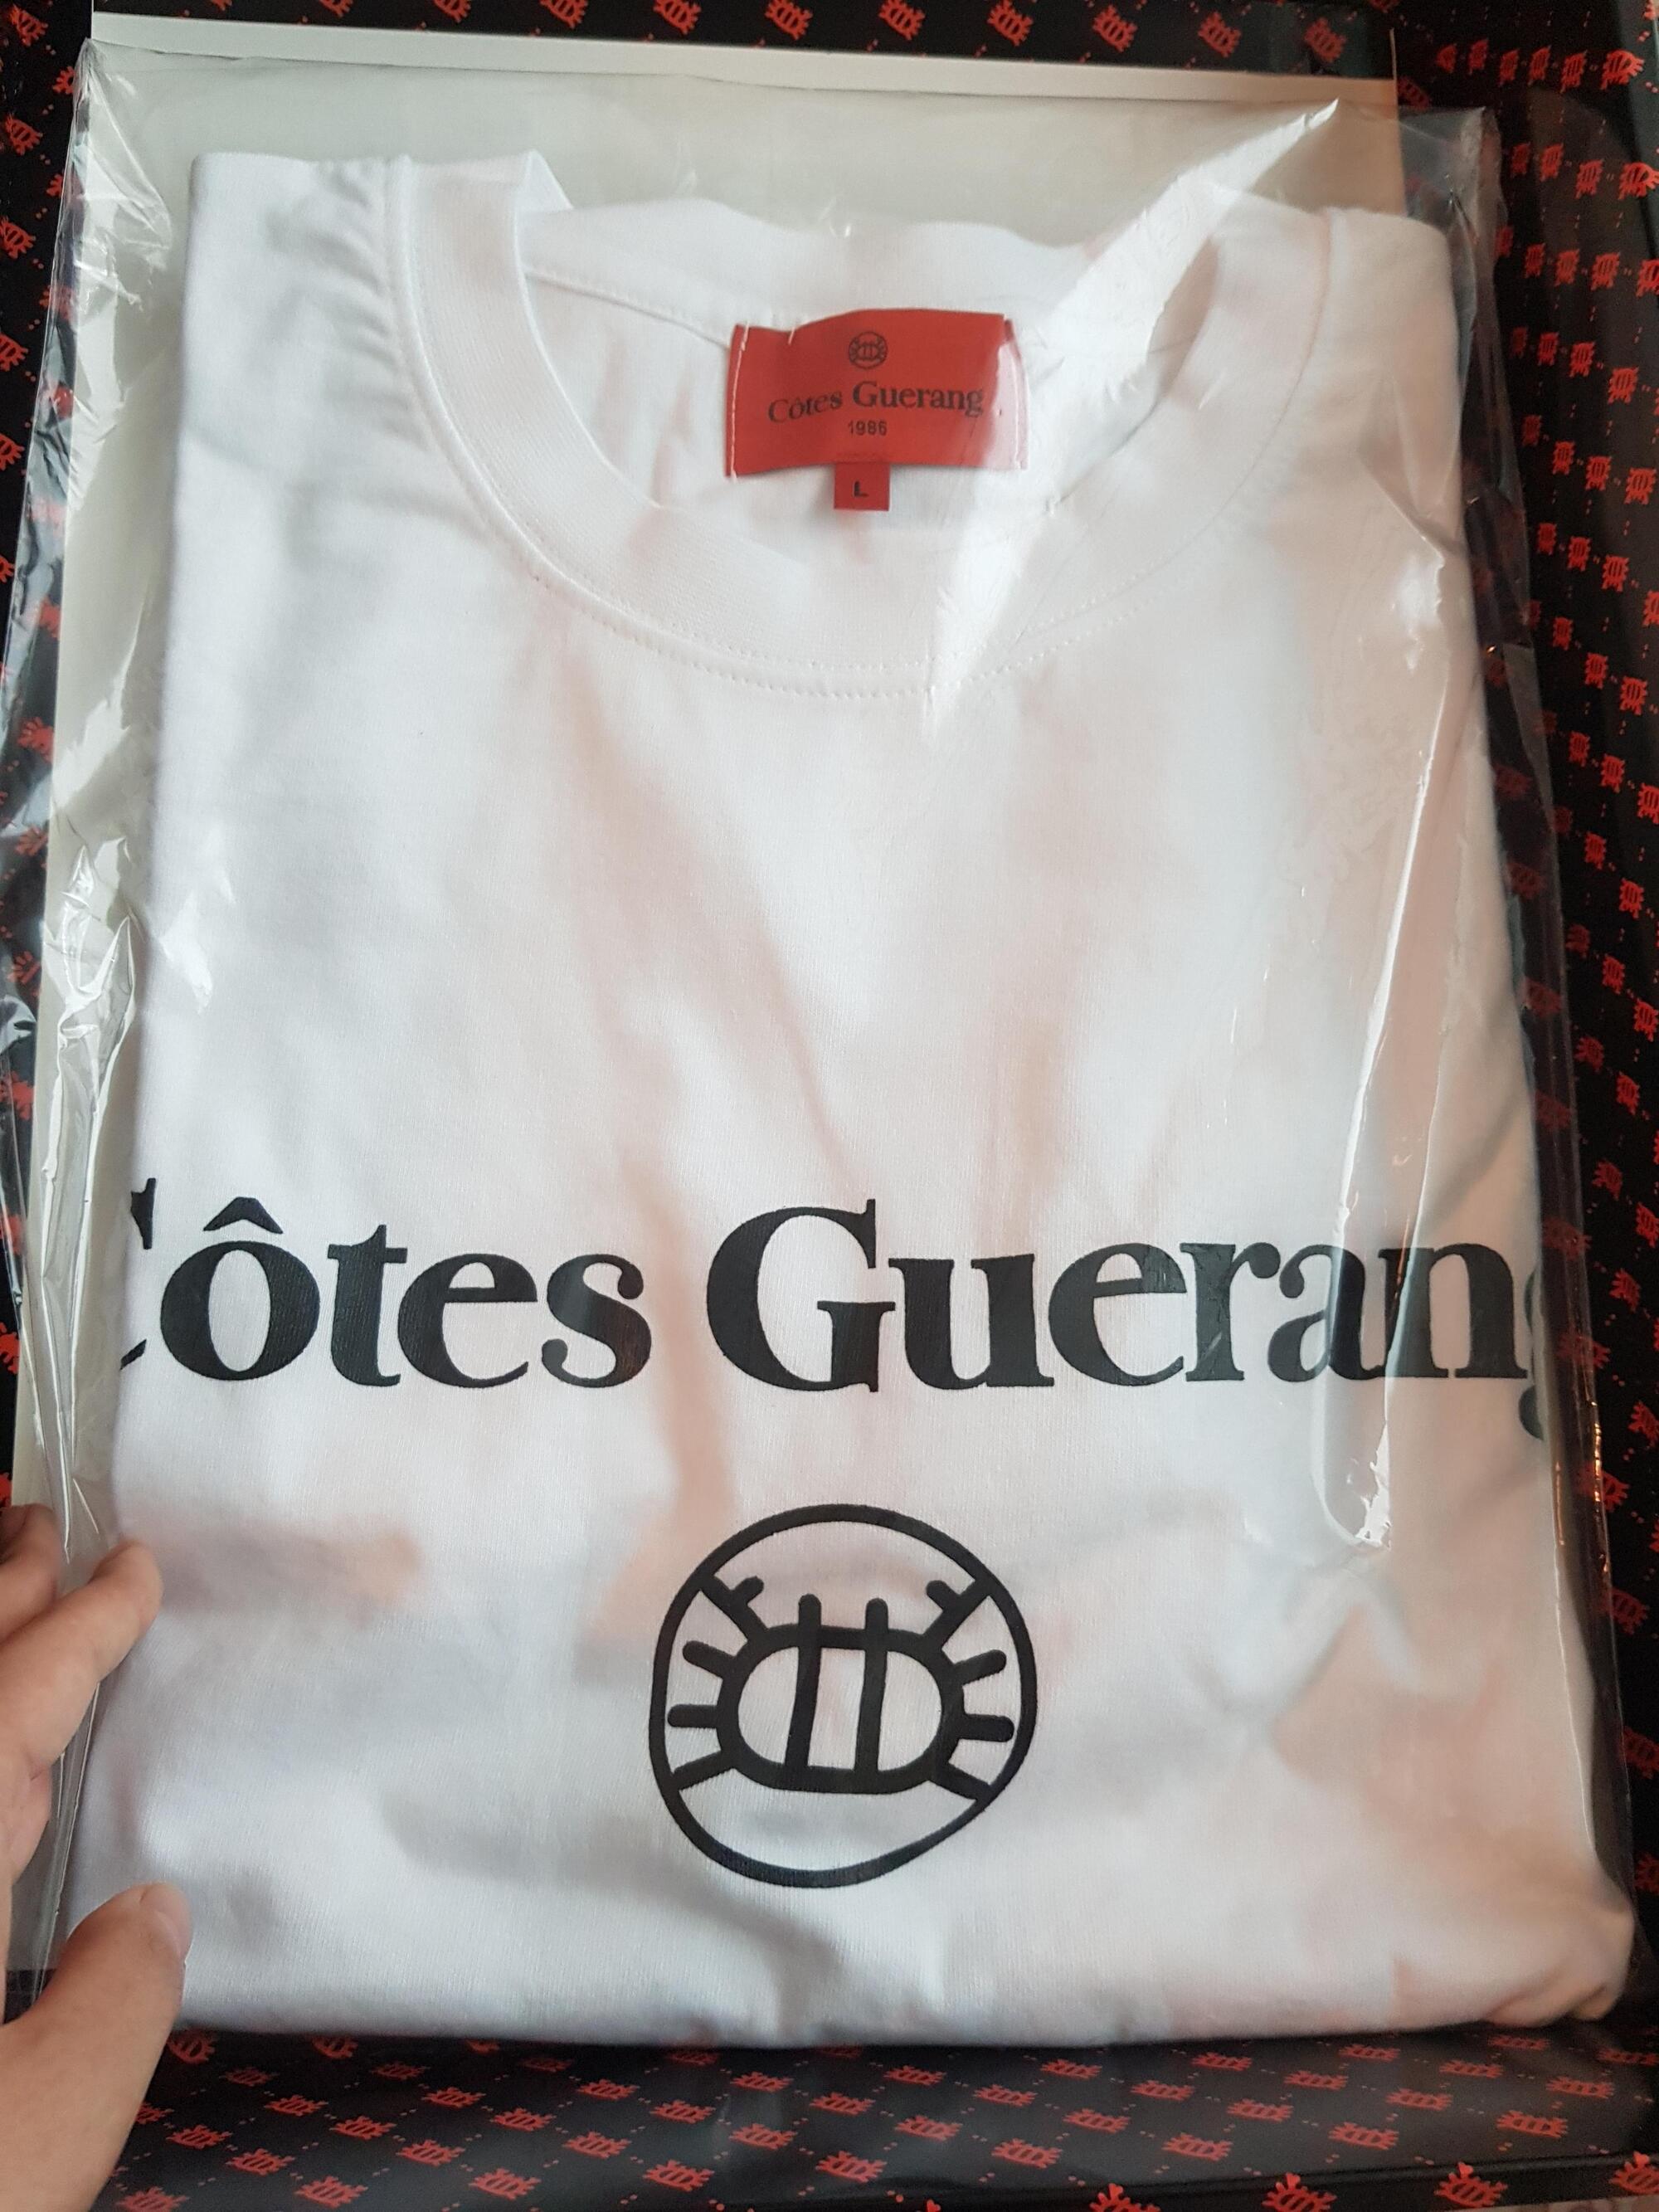 Côtes Guerang
1986
L
Côtes Guerang